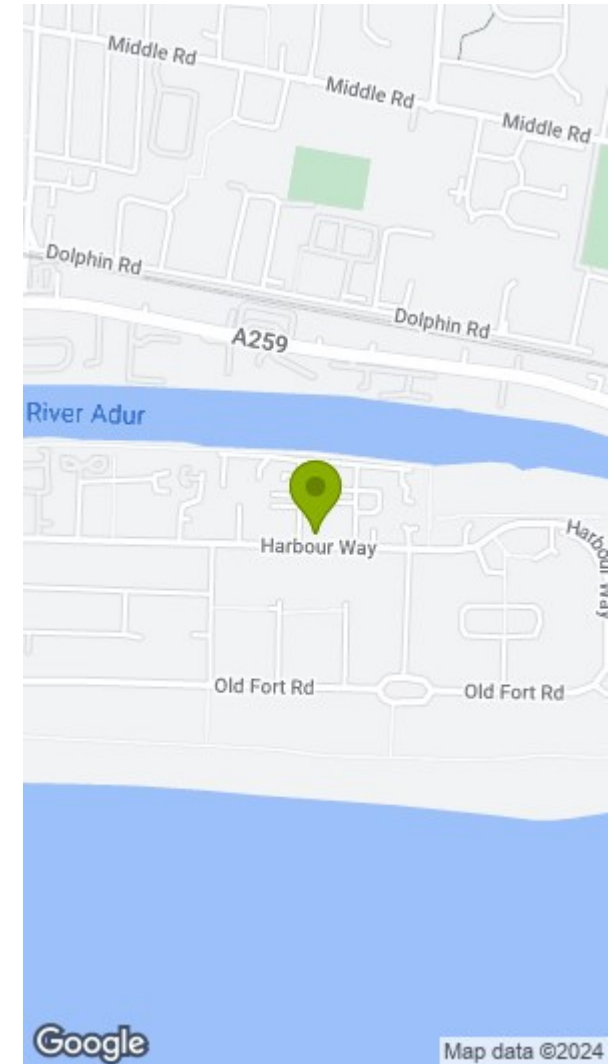 Middle Rd
Middle Rd
Middle Rd
Dolphin Rd
Dolphin Rd
A259
River Adur
Harbour Way
Harbour Way
Old Fort Rd
Old Fort Rd
Google
Map data ©2024